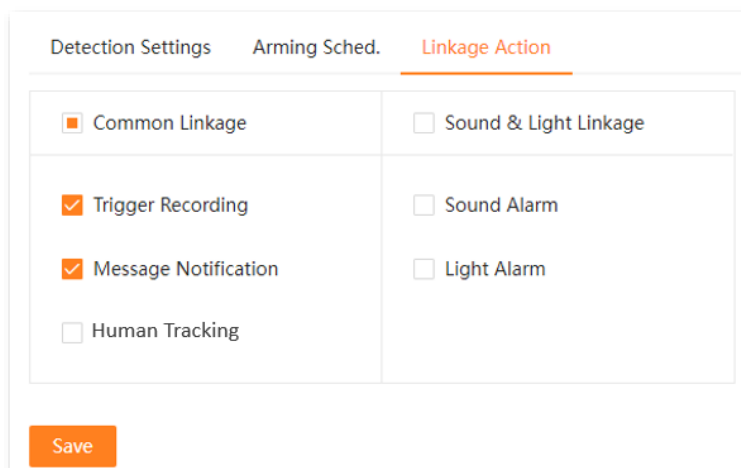 Detection Settings Arming Sched. Linkage Action
Common Linkage Sound & Light Linkage
Trigger Recording Sound Alarm
Message Notification Light Alarm
Human Tracking
Save